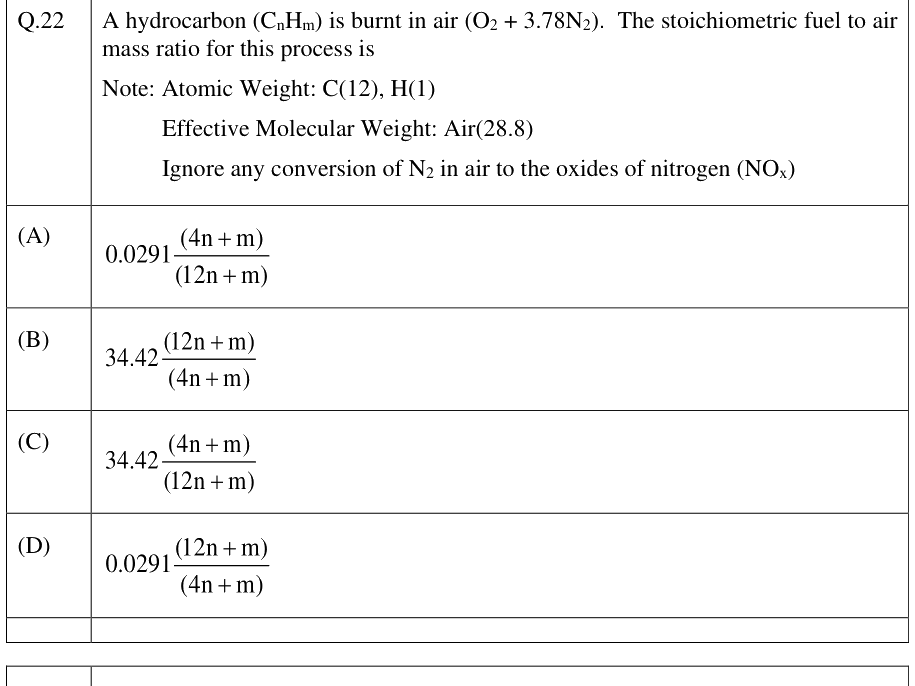 Q.22 A hydrocarbon (CₙHₘ) is burnt in air (O₂ + 3.78N₂). The stoichiometric fuel to air
mass ratio for this process is
Note: Atomic Weight: C(12), H(1)
Effective Molecular Weight: Air(28.8)
Ignore any conversion of N₂ in air to the oxides of nitrogen (NOₓ)
(A) 0.0291 (4n + m) / (12n + m)
(B) 34.42 (12n + m) / (4n + m)
(C) 34.42 (4n + m) / (12n + m)
(D) 0.0291 (12n + m) / (4n + m)